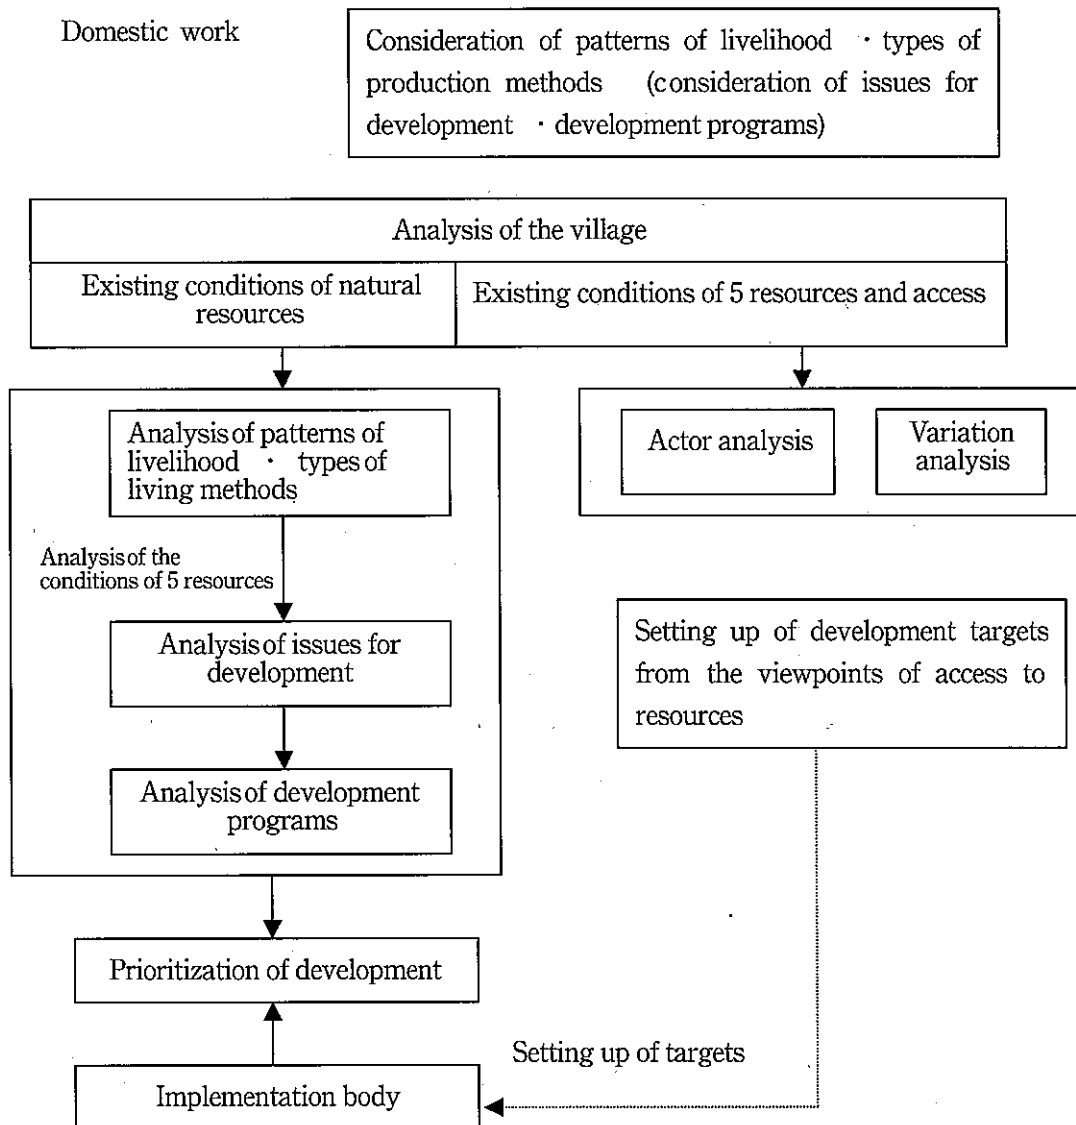 Domestic work
Consideration of patterns of livelihood ・types of
production methods (consideration of issues for
development ・development programs)
Analysis of the village
Existing conditions of natural
resources
Existing conditions of 5 resources and access
Analysis of patterns of
livelihood ・ types of
living methods
Actor analysis
Variation
analysis
Analysis of the
conditions of 5 resources
Analysis of issues for
development
Setting up of development targets
from the viewpoints of access to
resources
Analysis of development
programs
Prioritization of development
Setting up of targets
Implementation body